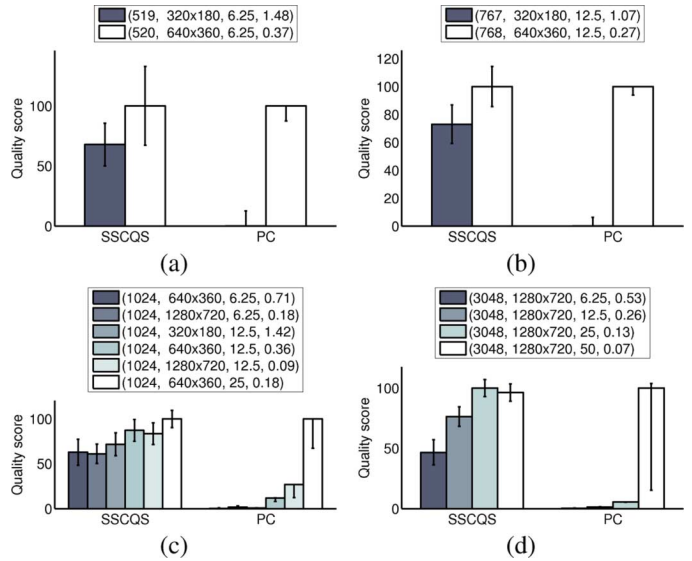 (519, 320x180, 6.25, 1.48)
(520, 640x360, 6.25, 0.37)
Quality score
100
50
0
SSCQS
PC
(a)
(767, 320x180, 12.5, 1.07)
(768, 640x360, 12.5, 0.27)
Quality score
120
100
80
60
40
20
0
SSCQS
PC
(b)
(1024, 640x360, 6.25, 0.71)
(1024, 1280x720, 6.25, 0.18)
(1024, 320x180, 12.5, 1.42)
(1024, 640x360, 12.5, 0.36)
(1024, 1280x720, 12.5, 0.09)
(1024, 640x360, 25, 0.18)
Quality score
100
50
0
SSCQS
PC
(c)
(3048, 1280x720, 6.25, 0.53)
(3048, 1280x720, 12.5, 0.26)
(3048, 1280x720, 25, 0.13)
(3048, 1280x720, 50, 0.07)
Quality score
100
50
0
SSCQS
PC
(d)